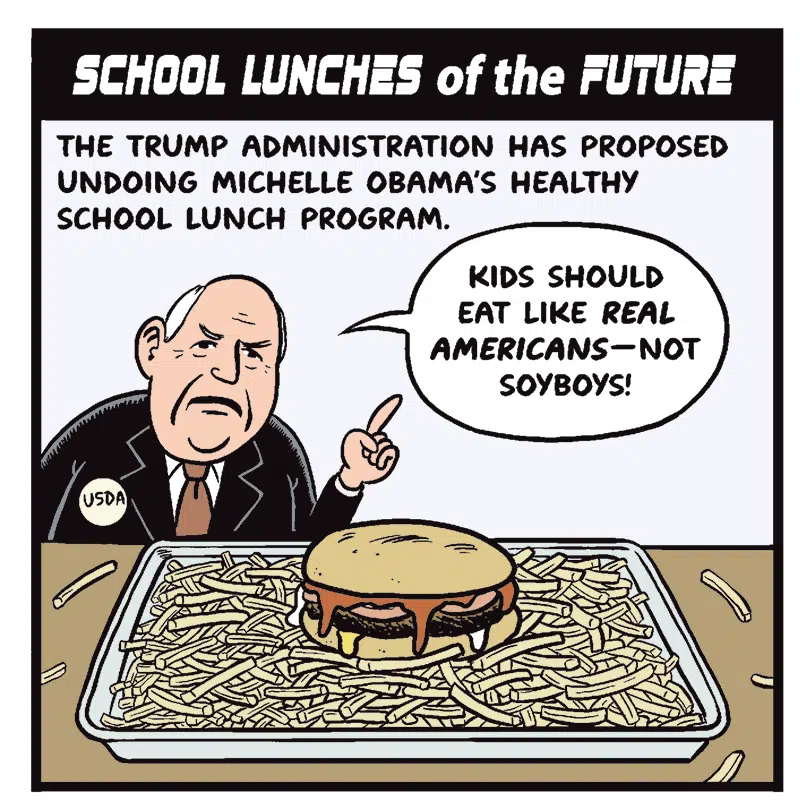 SCHOOL LUNCHES of the FUTURE
THE TRUMP ADMINISTRATION HAS PROPOSED
UNDOING MICHELLE OBAMA'S HEALTHY
SCHOOL LUNCH PROGRAM.
KIDS SHOULD
EAT LIKE REAL
AMERICANS—NOT
SOYBOYS!
USDA